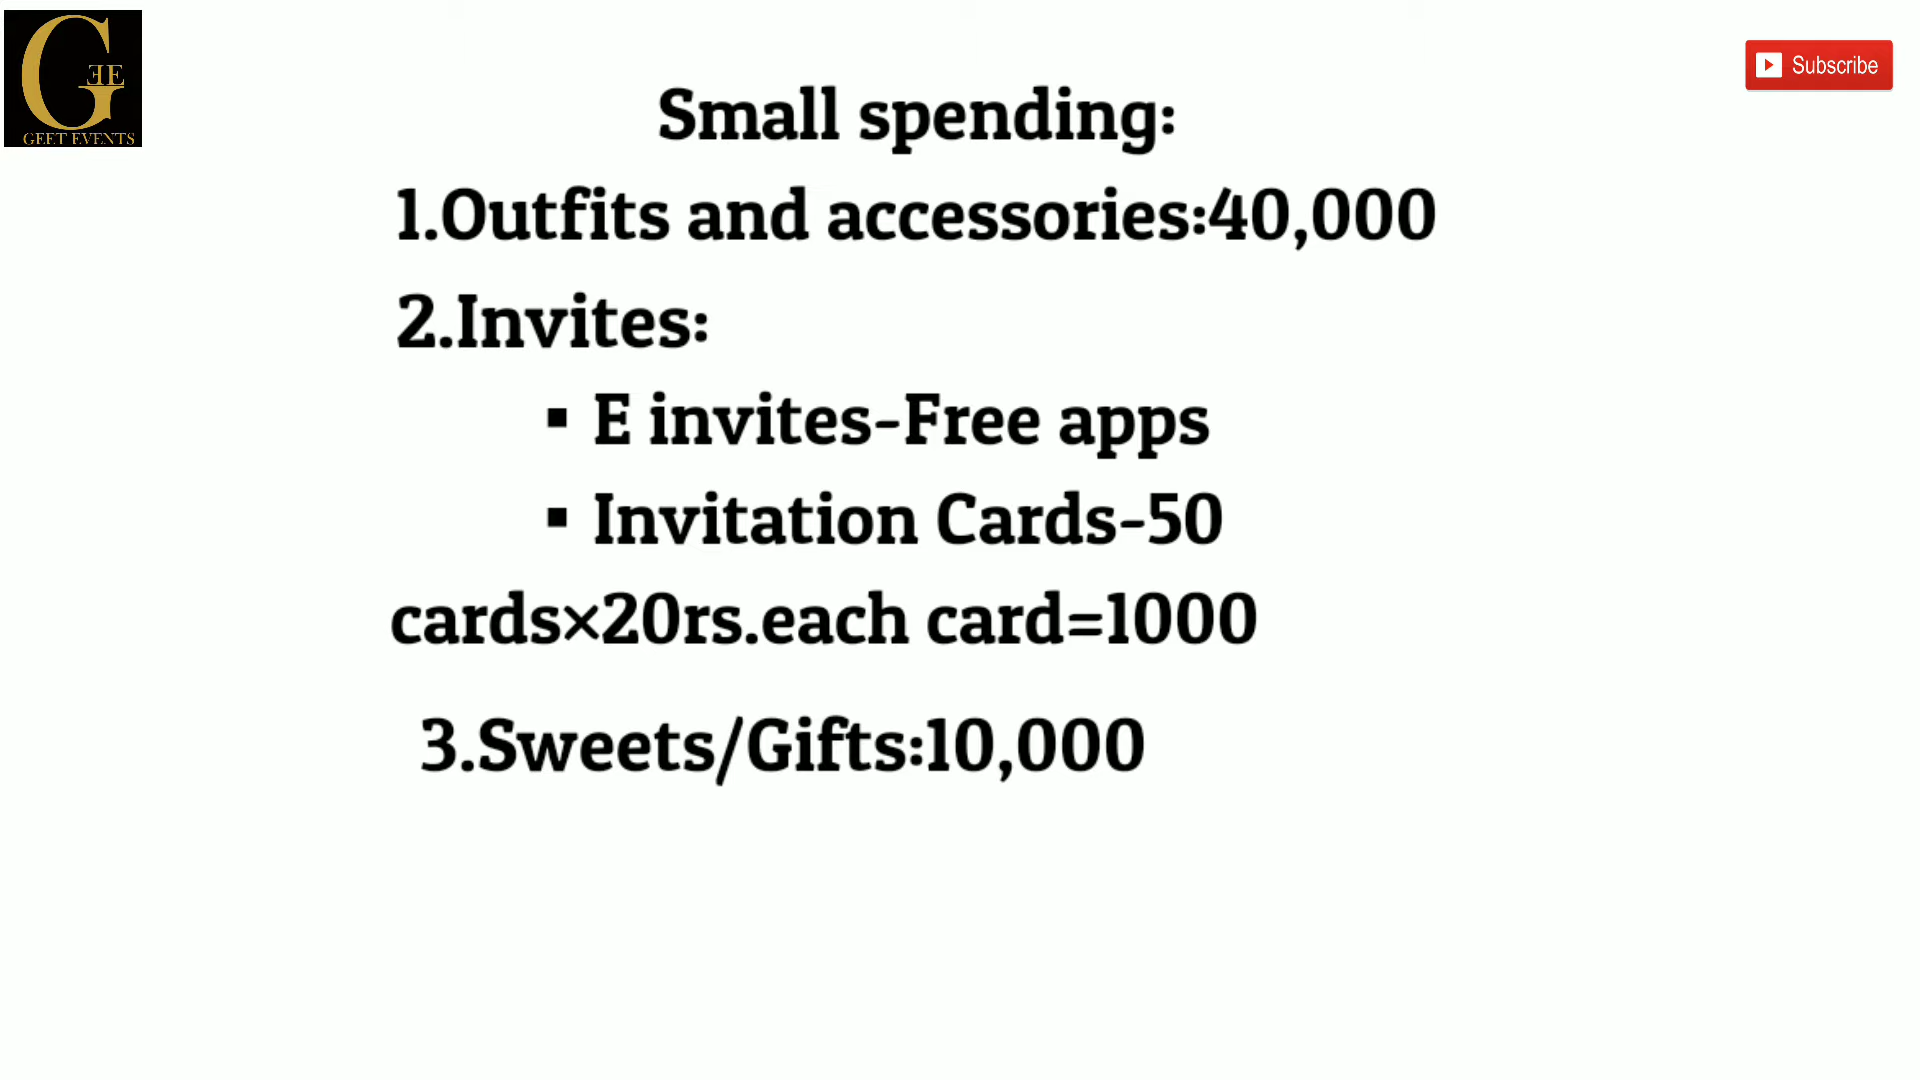 GEE
GEET EVENTS
Subscribe
Small spending:
1.Outfits and accessories:40,000
2.Invites:
▪ E invites-Free apps
▪ Invitation Cards-50
cards×20rs.each card=1000
3.Sweets/Gifts:10,000